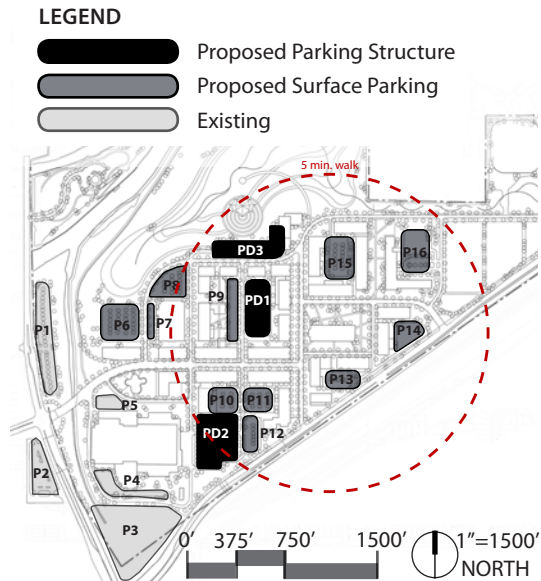 LEGEND
Proposed Parking Structure
Proposed Surface Parking
Existing
5 min. walk
PD3
P15
P16
P8
P9
PD1
P1
P6
P7
P14
P13
P5
P10
P11
PD2
P12
P2
P4
P3
0' 375' 750' 1500'
1"=1500'
NORTH